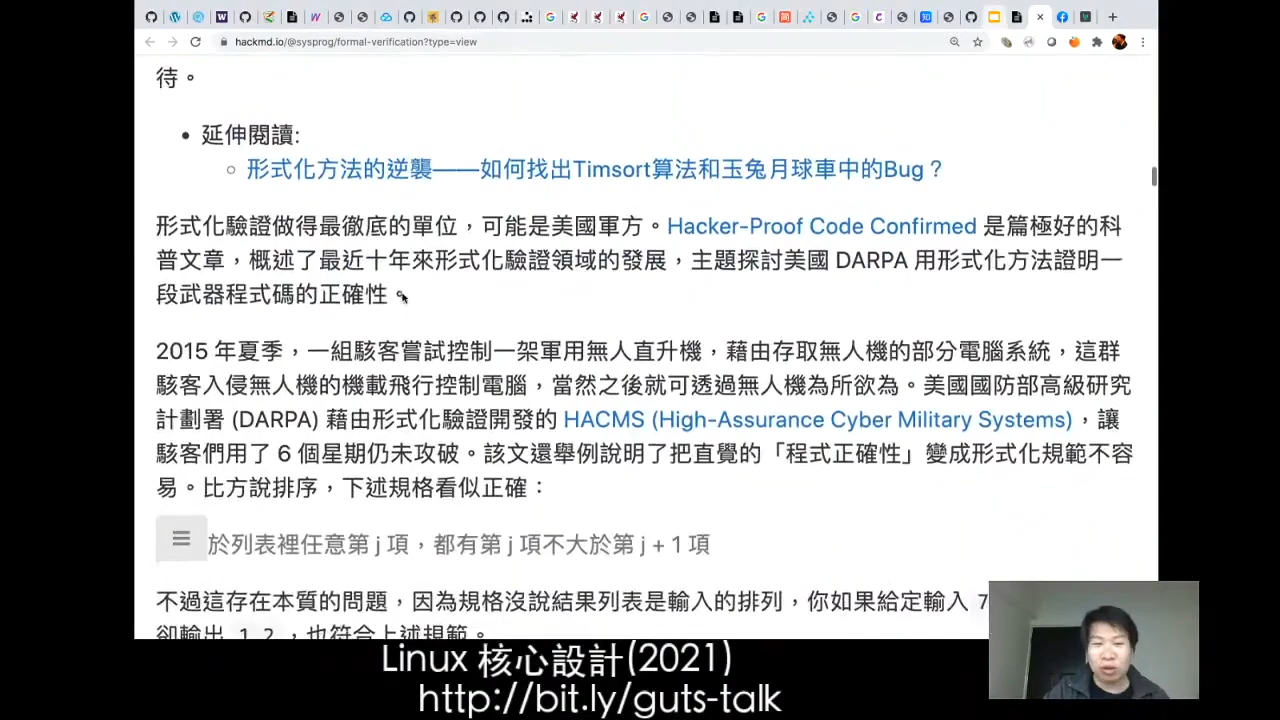 hackmd.io/@sysprog/formal-verification?type=view
待。
• 延伸閱讀:
形式化方法的逆襲——如何找出Timsort算法和玉兔月球車中的Bug？
形式化驗證做得最徹底的單位，可能是美國軍方。Hacker-Proof Code Confirmed 是篇極好的科
普文章，概述了最近十年來形式化驗證領域的發展，主題探討美國 DARPA 用形式化方法證明一
段武器程式碼的正確性。
2015 年夏季，一組駭客嘗試控制一架軍用無人直升機，藉由存取無人機的部分電腦系統，這群
駭客入侵無人機的機載飛行控制電腦，當然之後就可透過無人機為所欲為。美國國防部高級研究
計劃署 (DARPA) 藉由形式化驗證開發的 HACMS (High-Assurance Cyber Military Systems)，讓
駭客們用了 6 個星期仍未攻破。該文還舉例說明了把直覺的「程式正確性」變成形式化規範不容
易。比方說排序，下述規格看似正確：
於列表裡任意第 j 項，都有第 j 項不大於第 j + 1 項
不過這存在本質的問題，因為規格沒說結果列表是輸入的排列，你如果給定輸入 7
卻輸出 1, 2 ，也符合上述規範。
Linux 核心設計(2021)
http://bit.ly/guts-talk